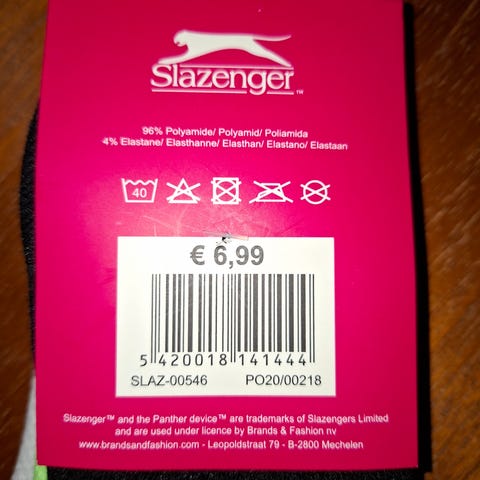 Slazenger™
96% Polyamide/ Polyamid/ Poliamida
4% Elastane/ Elasthanne/ Elasthan/ Elastano/ Elastaan
40
€ 6,99
5 420018 141444
SLAZ-00546 PO20/00218
Slazenger™ and the Panther device™ are trademarks of Slazengers Limited
and are used under licence by Brands & Fashion nv
www.brandsandfashion.com - Leopoldstraat 79 - B-2800 Mechelen